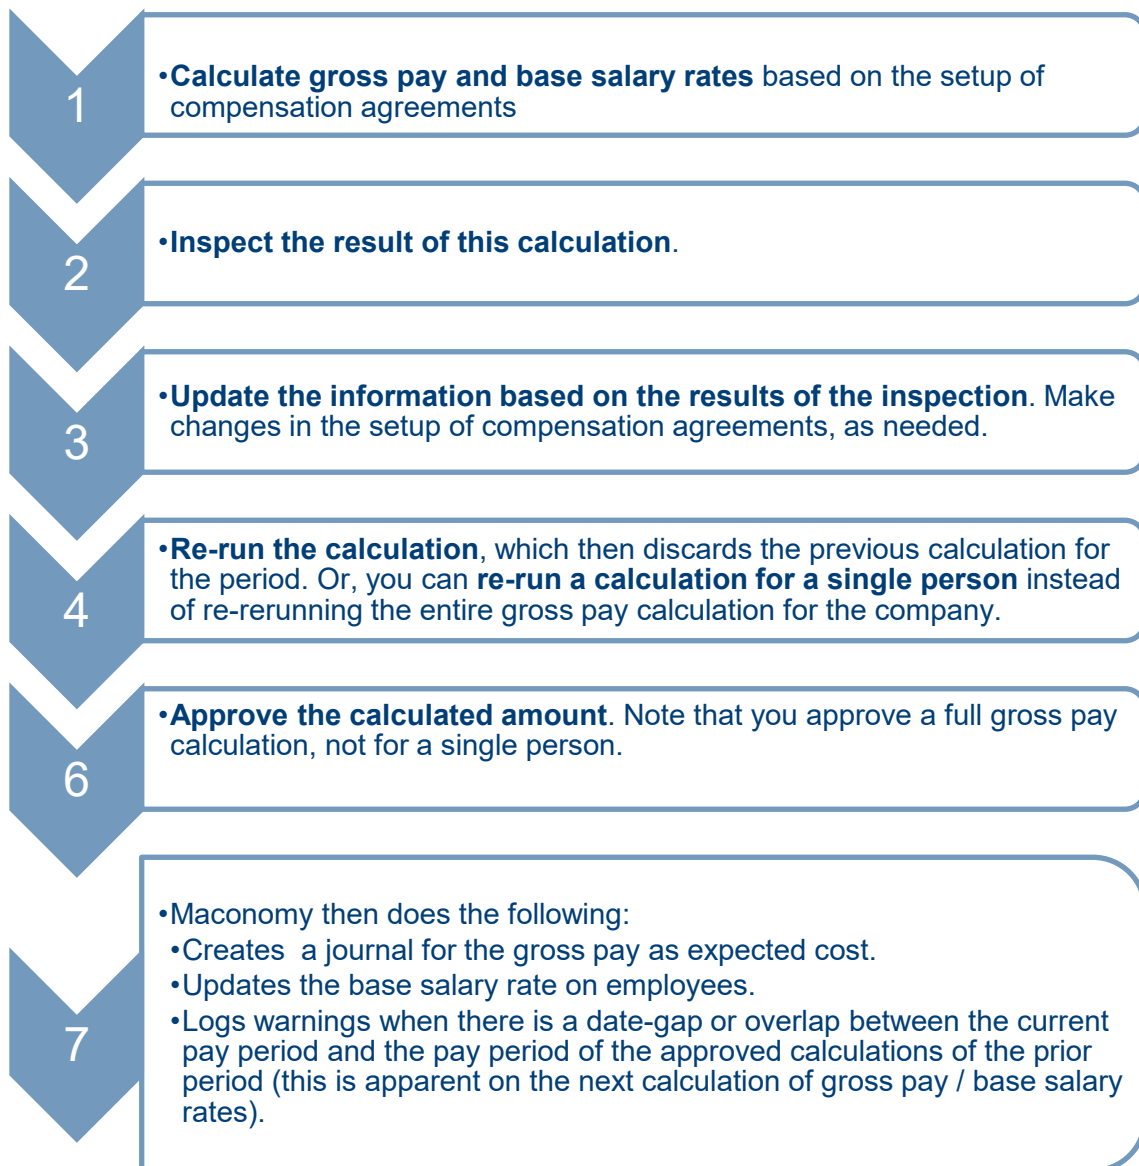 1
•Calculate gross pay and base salary rates based on the setup of
compensation agreements
2
•Inspect the result of this calculation.
3
•Update the information based on the results of the inspection. Make
changes in the setup of compensation agreements, as needed.
4
•Re-run the calculation, which then discards the previous calculation for
the period. Or, you can re-run a calculation for a single person instead
of re-rerunning the entire gross pay calculation for the company.
6
•Approve the calculated amount. Note that you approve a full gross pay
calculation, not for a single person.
7
•Maconomy then does the following:
•Creates  a journal for the gross pay as expected cost.
•Updates the base salary rate on employees.
•Logs warnings when there is a date-gap or overlap between the current
pay period and the pay period of the approved calculations of the prior
period (this is apparent on the next calculation of gross pay / base salary
rates).